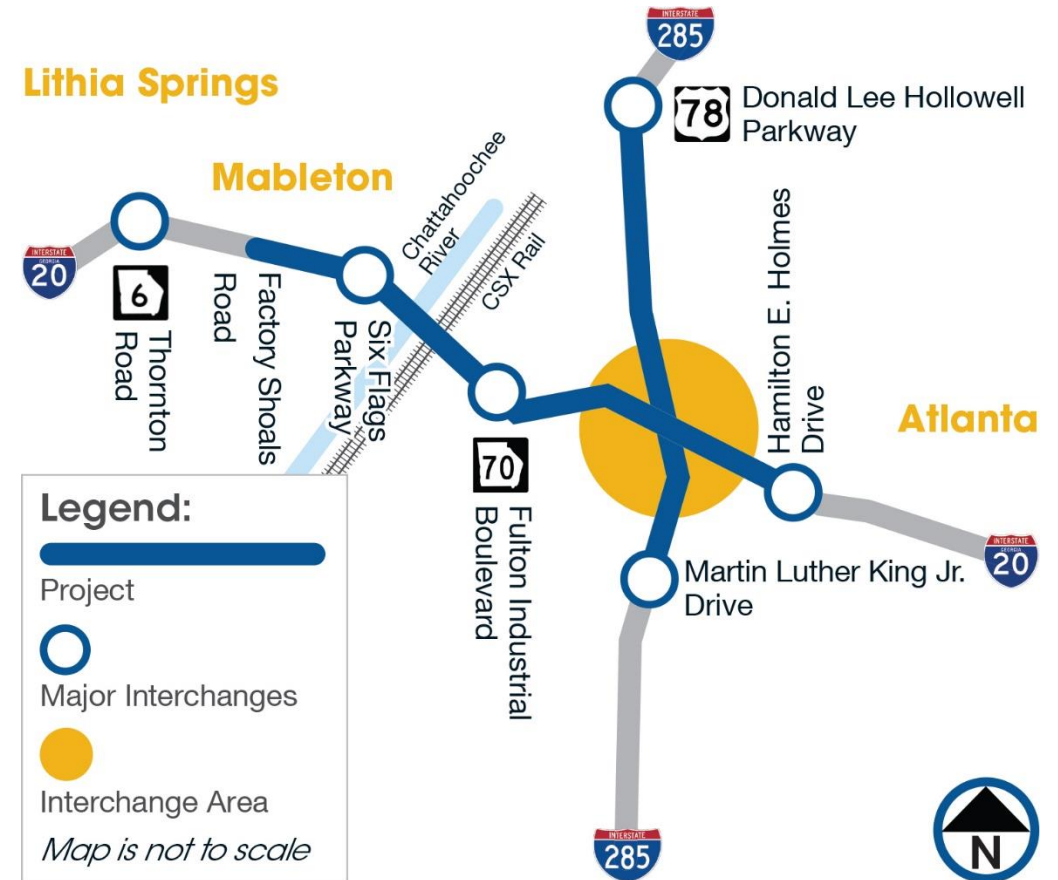 INTERSTATE
285
Lithia Springs
78
Donald Lee Hollowell
Parkway
Mableton
Chattahoochee
River
CSX Rail
INTERSTATE
GEORGIA
20
6
Thornton
Road
Factory Shoals
Road
Six Flags
Parkway
70
Fulton Industrial
Boulevard
Hamilton E. Holmes
Drive
Atlanta
INTERSTATE
GEORGIA
20
Martin Luther King Jr.
Drive
INTERSTATE
285
Legend:
Project
Major Interchanges
Interchange Area
Map is not to scale
N